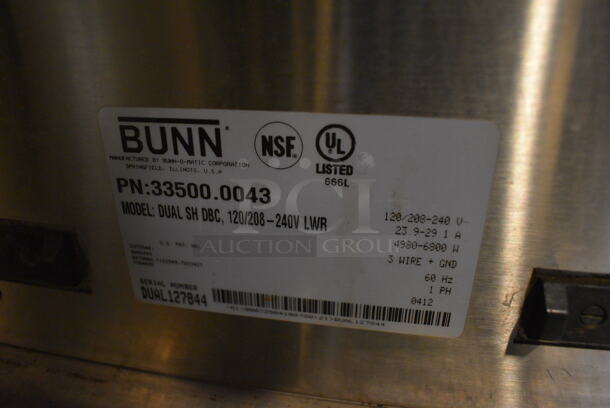 BUNN®
MANUFACTURED BY BUNN-O-MATIC CORPORATION
SPRINGFIELD, ILLINOIS, U.S.A
NSF
UL
LISTED
666L
PN:33500.0043
MODEL: DUAL SH DBC, 120/208-240V LWR
120/208-240 V~
23.9-29.1 A
4980-6800 W
3 WIRE + GND
60 Hz
1 PH
0412
U.S. PAT. NO.
SERIAL NUMBER
DUAL127844
PCI
AUCTION GROUP